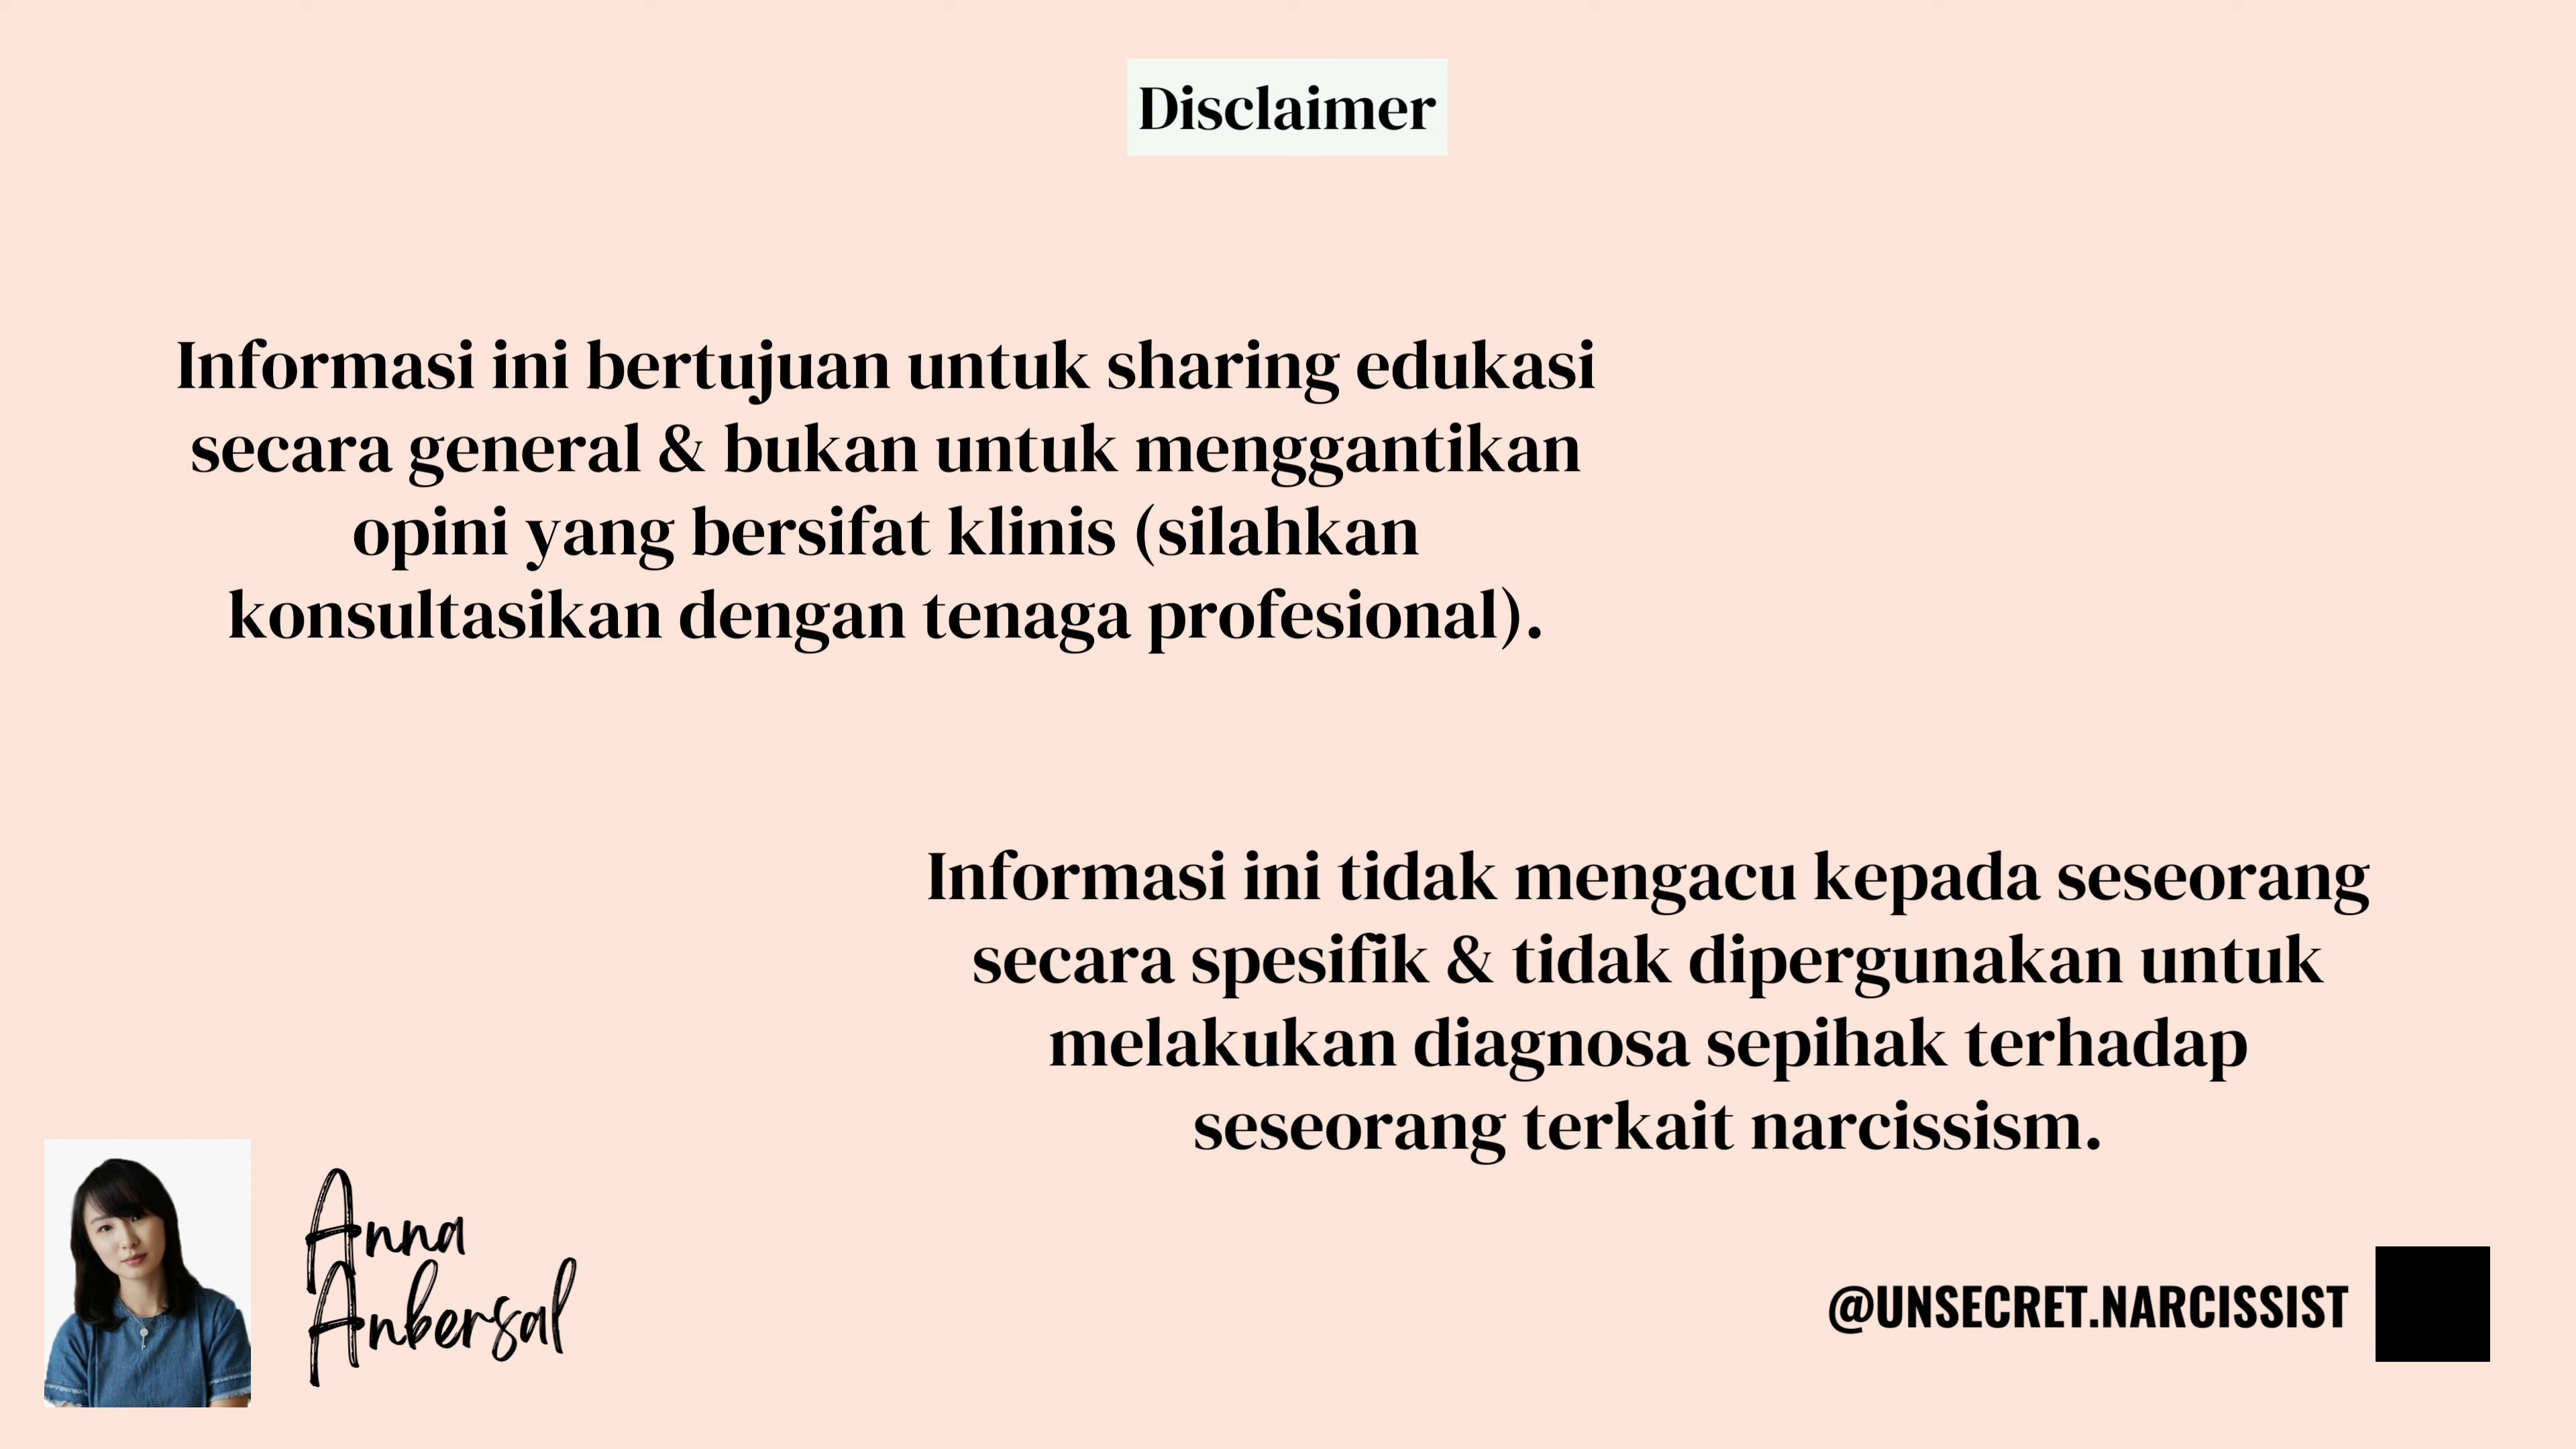 Disclaimer
Informasi ini bertujuan untuk sharing edukasi
secara general & bukan untuk menggantikan
opini yang bersifat klinis (silahkan
konsultasikan dengan tenaga profesional).
Informasi ini tidak mengacu kepada seseorang
secara spesifik & tidak dipergunakan untuk
melakukan diagnosa sepihak terhadap
seseorang terkait narcissism.
Anna
Anbersal
@UNSECRET.NARCISSIST